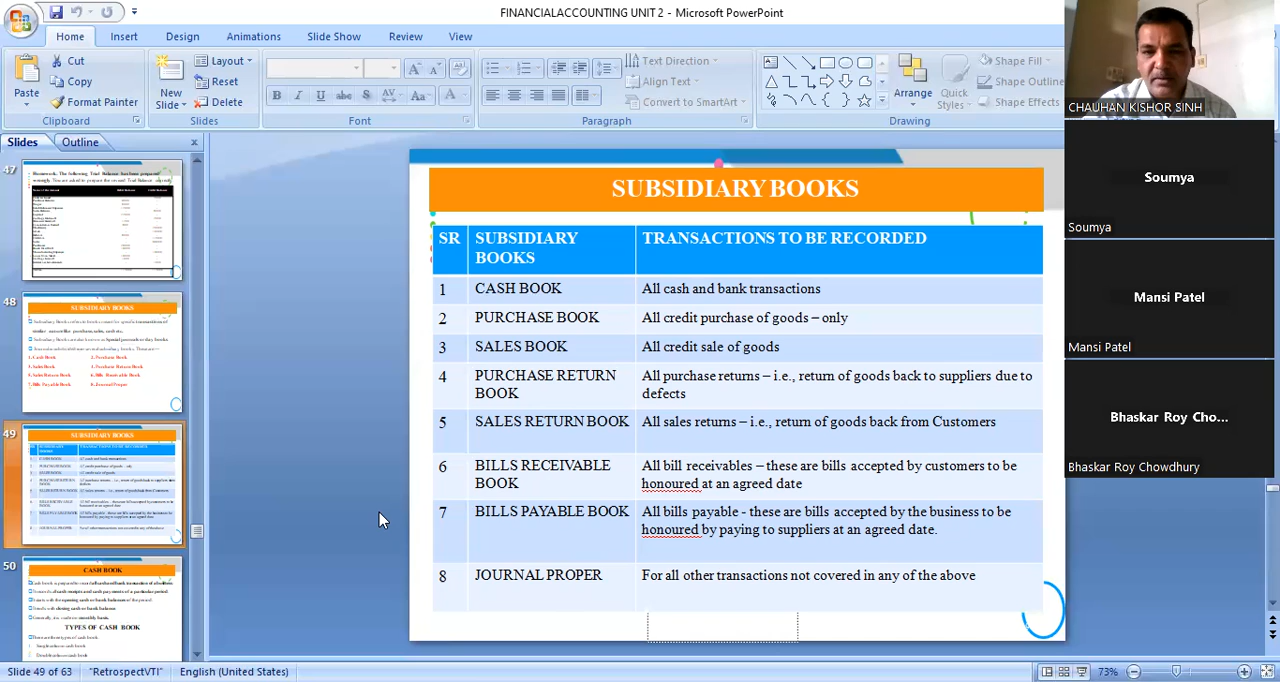 FINANCIALACCOUNTING UNIT 2 - Microsoft PowerPoint
Home Insert Design Animations Slide Show Review View
Paste
Cut
Copy
Format Painter
Clipboard
New Slide
Layout
Reset
Delete
Slides
B I U abc S AV Aa A
Font
Text Direction
Align Text
Convert to SmartArt
Paragraph
Arrange
Quick Styles
Shape Fill
Shape Outline
Shape Effects
Drawing
Slides Outline
47
48
SUBSIDIARY BOOKS
49
SUBSIDIARY BOOKS
50
CASH BOOK
TYPES OF CASH BOOK
SUBSIDIARY BOOKS
SR SUBSIDIARY BOOKS TRANSACTIONS TO BE RECORDED
1 CASH BOOK All cash and bank transactions
2 PURCHASE BOOK All credit purchase of goods – only
3 SALES BOOK All credit sale of goods
4 PURCHASRETURN BOOK All purchase returns – i.e., return of goods back to suppliers due to
defects
5 SALES RETURN BOOK All sales returns – i.e., return of goods back from Customers
6 BILLS RECEIVABLE BOOK All bill receivables – these are bills accepted by customers to be
honoured at an agreed date
7 BILLS PAYABLE BOOK All bills payable - these are bills accepted by the business to be
honoured by paying to suppliers at an agreed date.
8 JOURNAL PROPER For all other transactions not covered in any of the above
CHAUHAN KISHOR SINH
Soumya
Soumya
Mansi Patel
Mansi Patel
Bhaskar Roy Cho...
Bhaskar Roy Chowdhury
Slide 49 of 63 "RetrospectVTI" English (United States) 73%